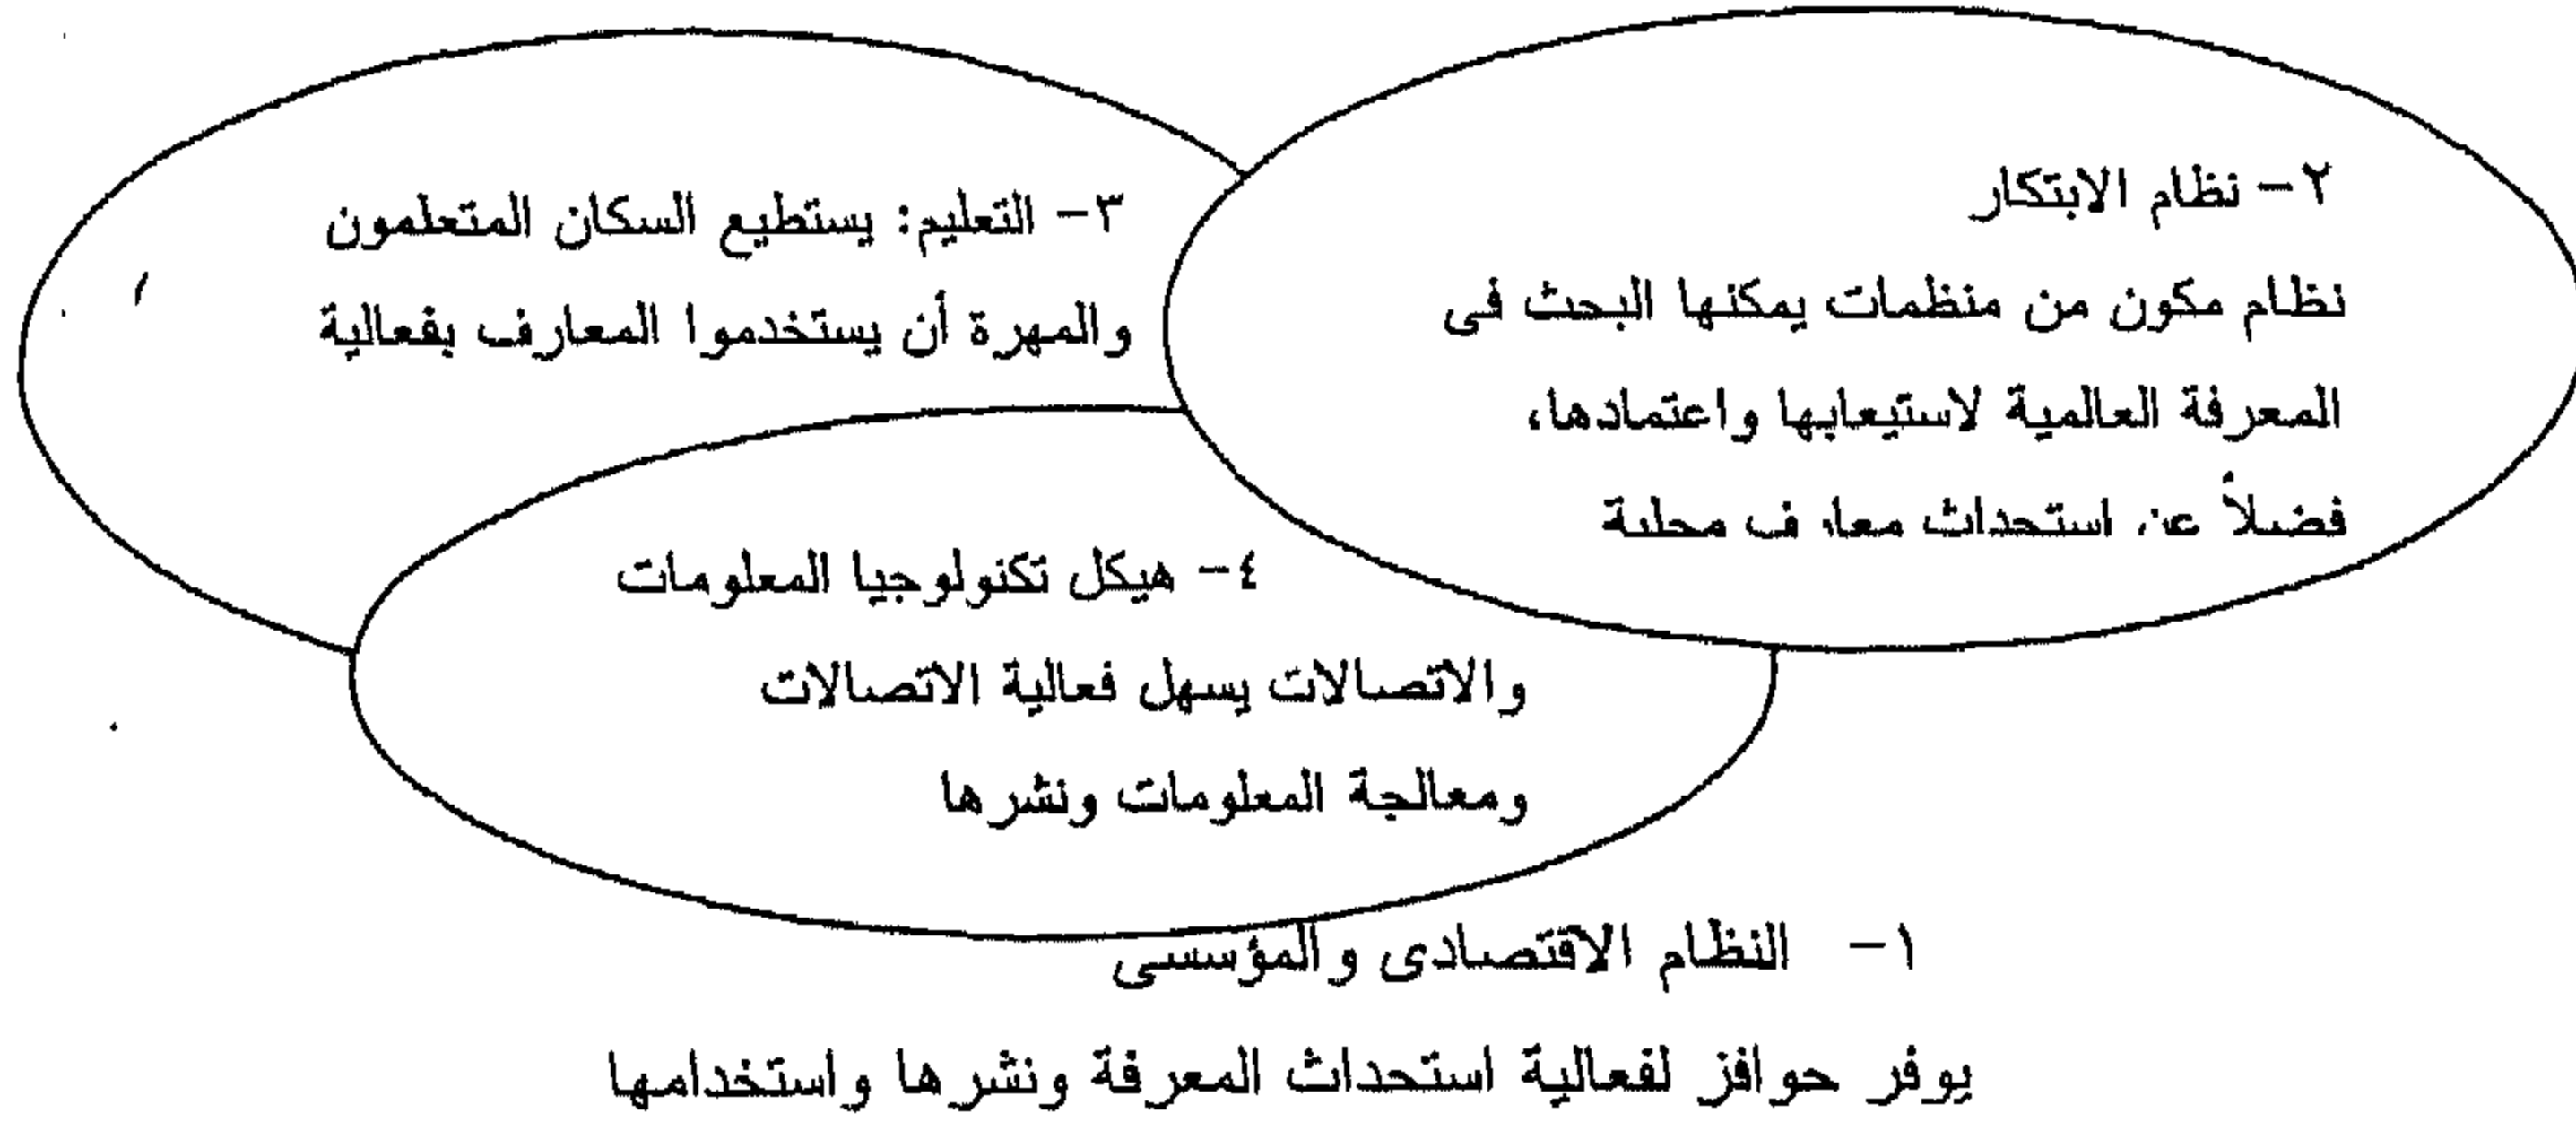 ٢- نظام الابتكار
نظام مكون من منظمات يمكنها البحث فى
المعرفة العالمية لاستيعابها واعتمادها،
فضلاً عن استحداث معارف محلية
٣- التعليم: يستطيع السكان المتعلمون
والمهرة أن يستخدموا المعارف بفعالية
٤- هيكل تكنولوجيا المعلومات
والاتصالات يسهل فعالية الاتصالات
ومعالجة المعلومات ونشرها
١- النظام الاقتصادى والمؤسسى
يوفر حوافز لفعالية استحداث المعرفة ونشرها واستخدامها